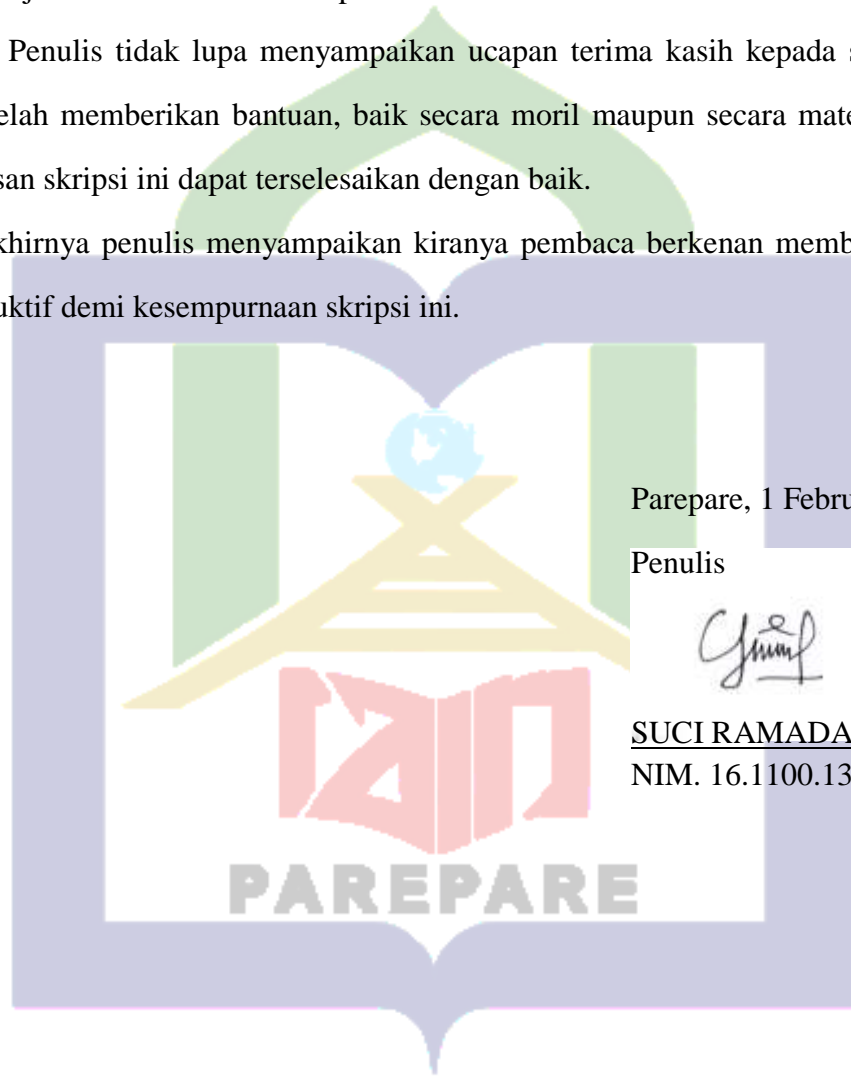 Penulis tidak lupa menyampaikan ucapan terima kasih kepada s
elah memberikan bantuan, baik secara moril maupun secara mate
san skripsi ini dapat terselesaikan dengan baik.
khirnya penulis menyampaikan kiranya pembaca berkenan memb
uktif demi kesempurnaan skripsi ini.
Parepare, 1 Febru
Penulis
SUCI RAMADA
NIM. 16.1100.13
iain
PAREPARE